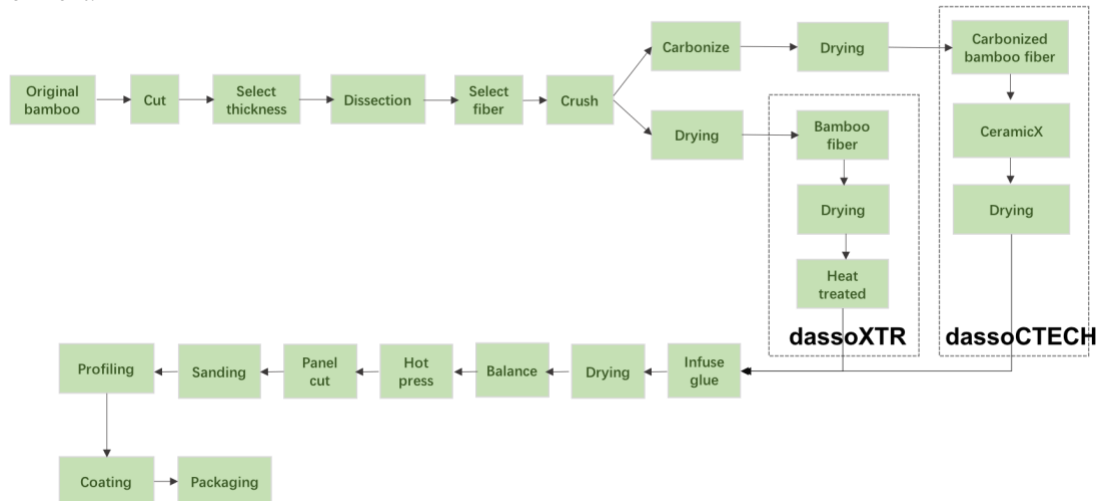 Original
bamboo
Cut
Select
thickness
Dissection
Select
fiber
Crush
Carbonize
Drying
Carbonized
bamboo fiber
CeramicX
Drying
dassoCTECH
Drying
Bamboo
fiber
Drying
Heat
treated
dassoXTR
Infuse
glue
Drying
Balance
Hot
press
Panel
cut
Sanding
Profiling
Coating
Packaging